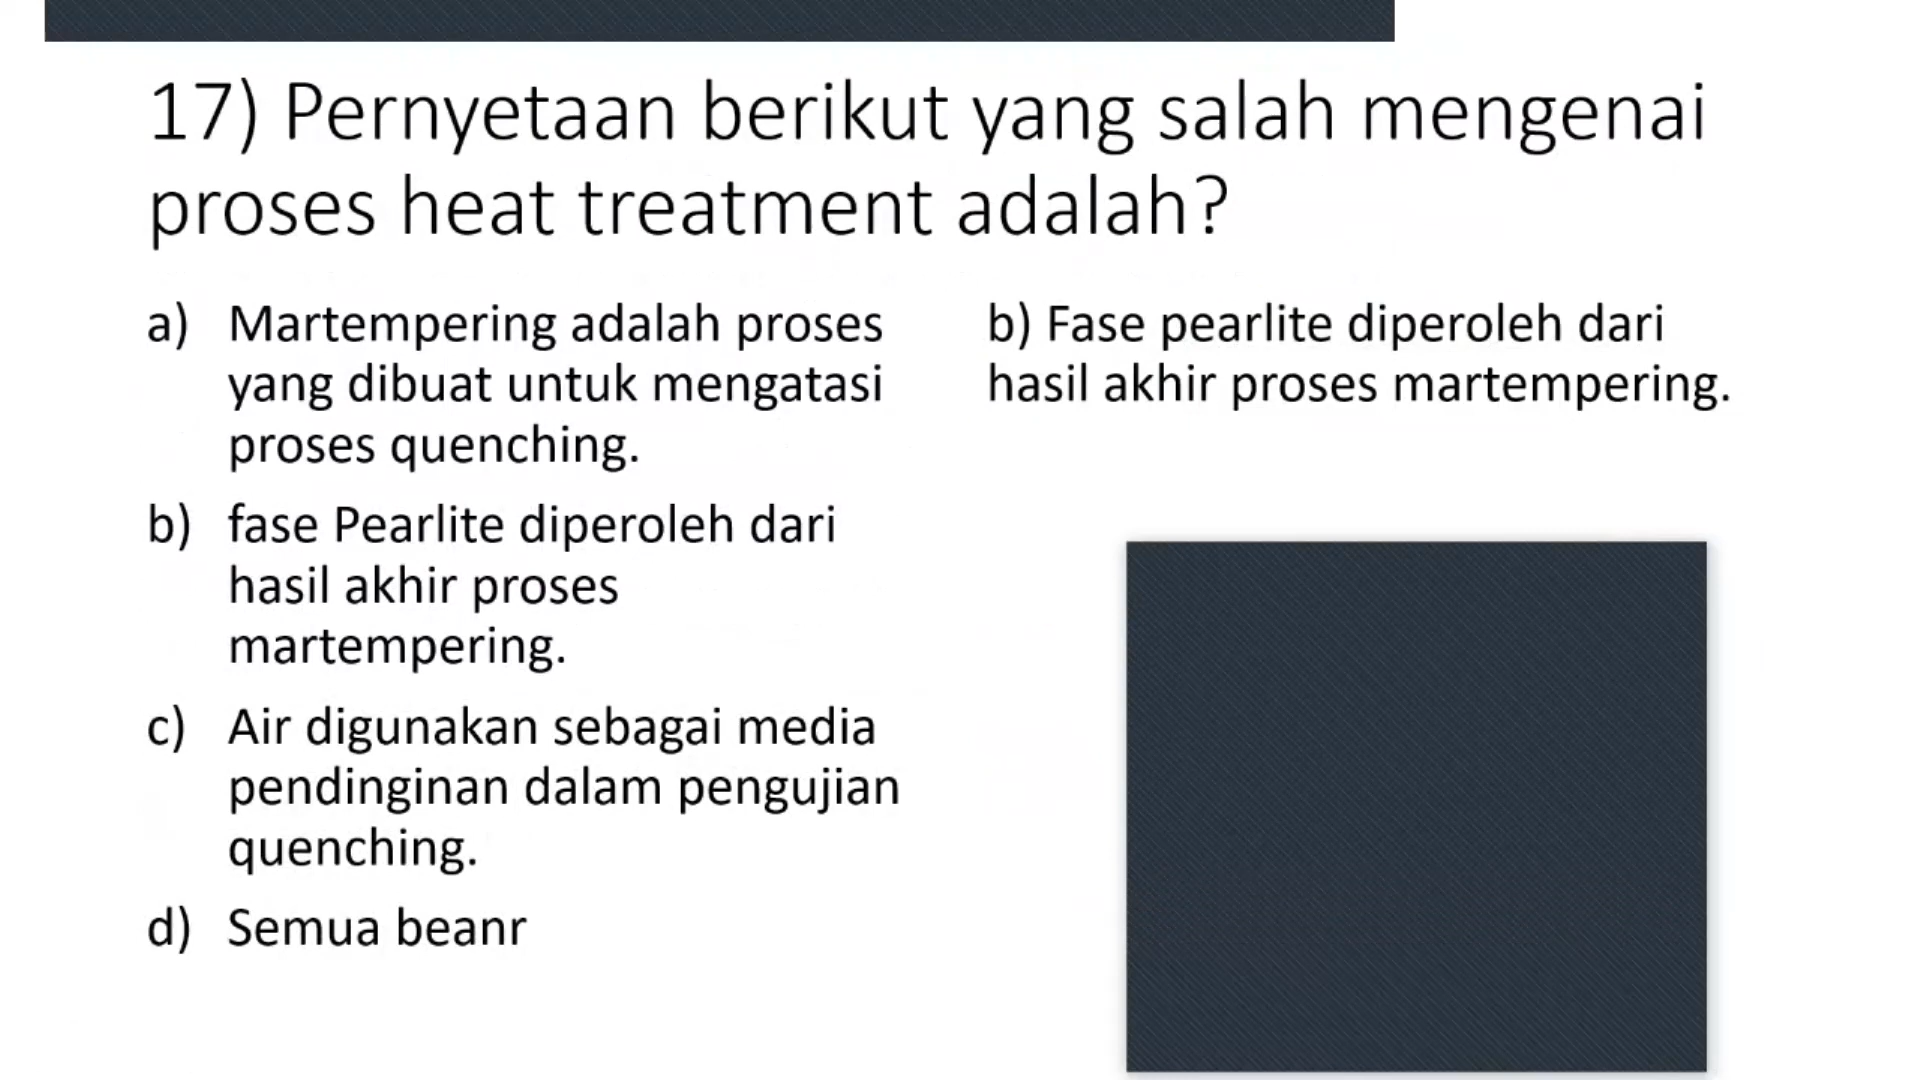 17) Pernyetaan berikut yang salah mengenai
proses heat treatment adalah?
a) Martempering adalah proses
yang dibuat untuk mengatasi
proses quenching.
b) fase Pearlite diperoleh dari
hasil akhir proses
martempering.
c) Air digunakan sebagai media
pendinginan dalam pengujian
quenching.
d) Semua beanr
b) Fase pearlite diperoleh dari
hasil akhir proses martempering.